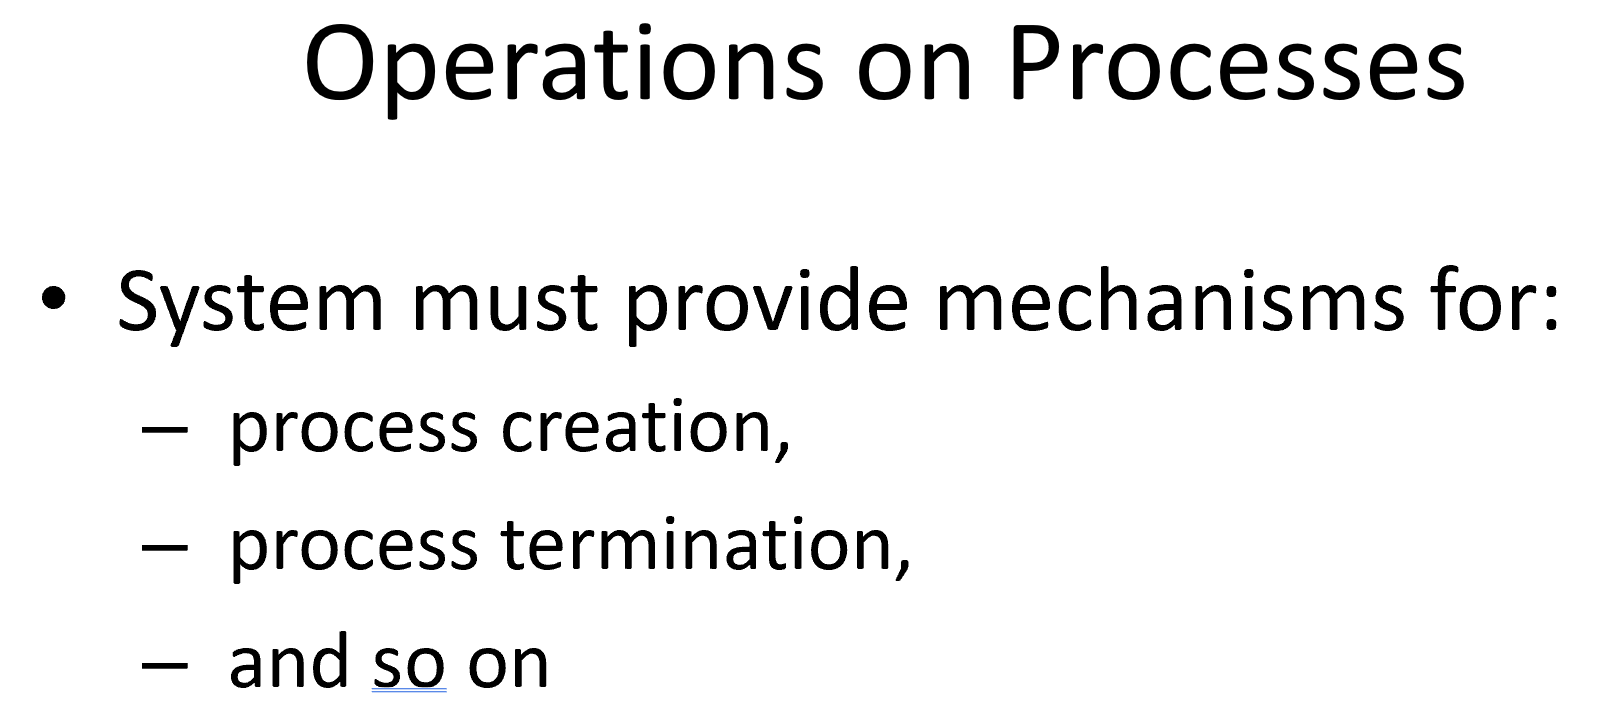 Operations on Processes
• System must provide mechanisms for:
– process creation,
– process termination,
– and so on